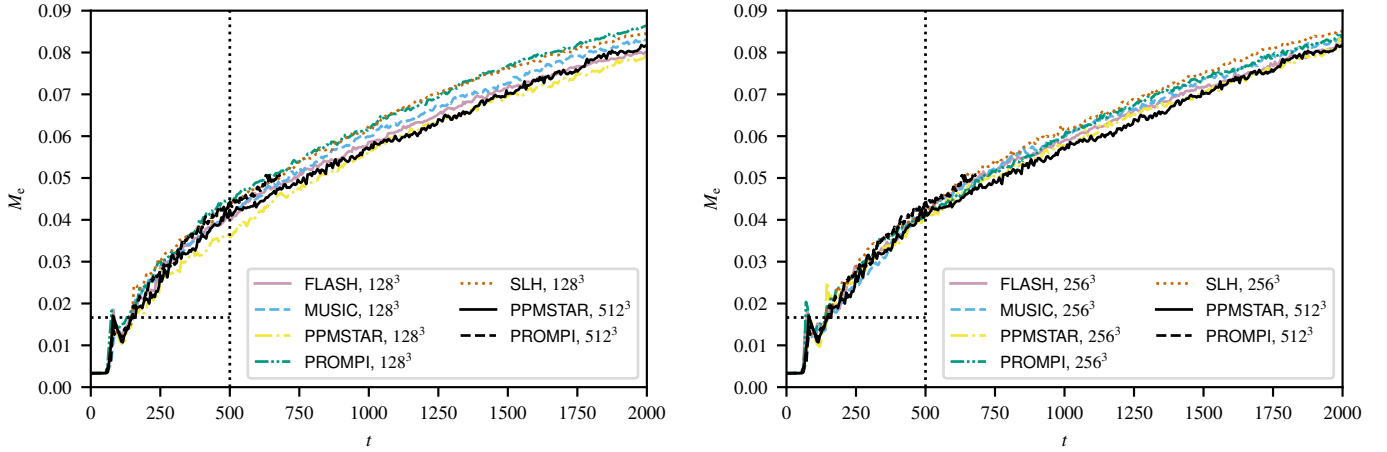 0.09
0.08
0.07
0.06
0.05
0.04
0.03
0.02
0.01
0.00
M_e
0 250 500 750 1000 1250 1500 1750 2000
t
FLASH, 128³
MUSIC, 128³
PPMSTAR, 128³
PROMPI, 128³
SLH, 128³
PPMSTAR, 512³
PROMPI, 512³
0.09
0.08
0.07
0.06
0.05
0.04
0.03
0.02
0.01
0.00
M_e
0 250 500 750 1000 1250 1500 1750 2000
t
FLASH, 256³
MUSIC, 256³
PPMSTAR, 256³
PROMPI, 256³
SLH, 256³
PPMSTAR, 512³
PROMPI, 512³